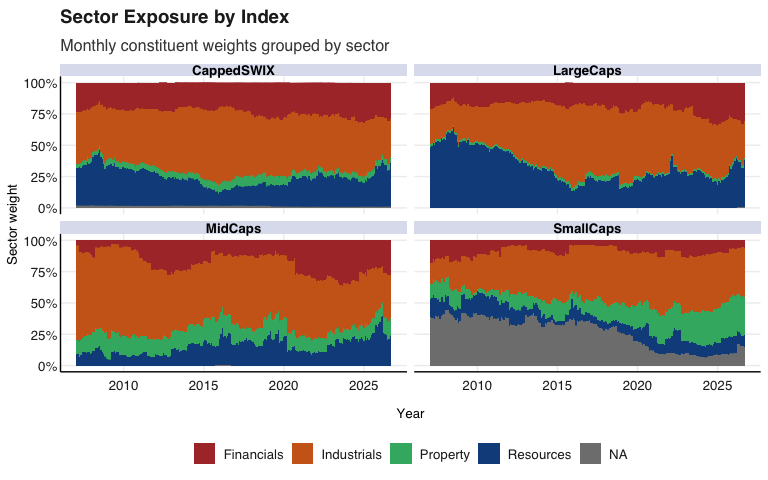 Sector Exposure by Index
Monthly constituent weights grouped by sector
CappedSWIX
LargeCaps
100%
75%
50%
25%
0%
MidCaps
SmallCaps
100%
75%
50%
25%
0%
Sector weight
2010
2015
2020
2025
2010
2015
2020
2025
Year
Financials
Industrials
Property
Resources
NA